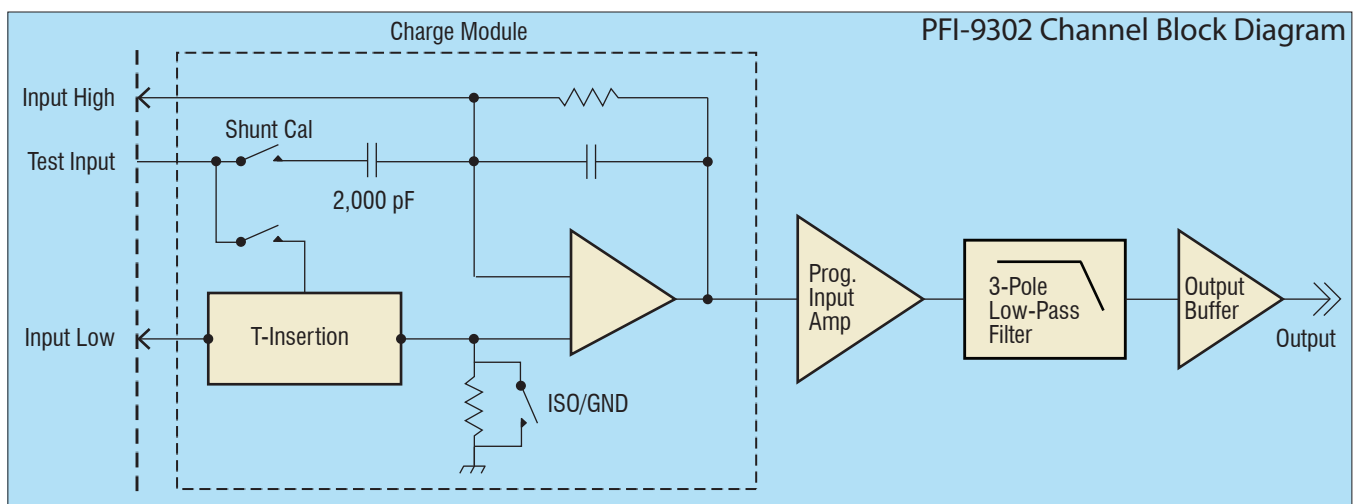 PFI-9302 Channel Block Diagram
Charge Module
Input High
Shunt Cal
Test Input
2,000 pF
Prog.
Input
Amp
3-Pole
Low-Pass
Filter
Output
Buffer
Output
Input Low
T-Insertion
ISO/GND